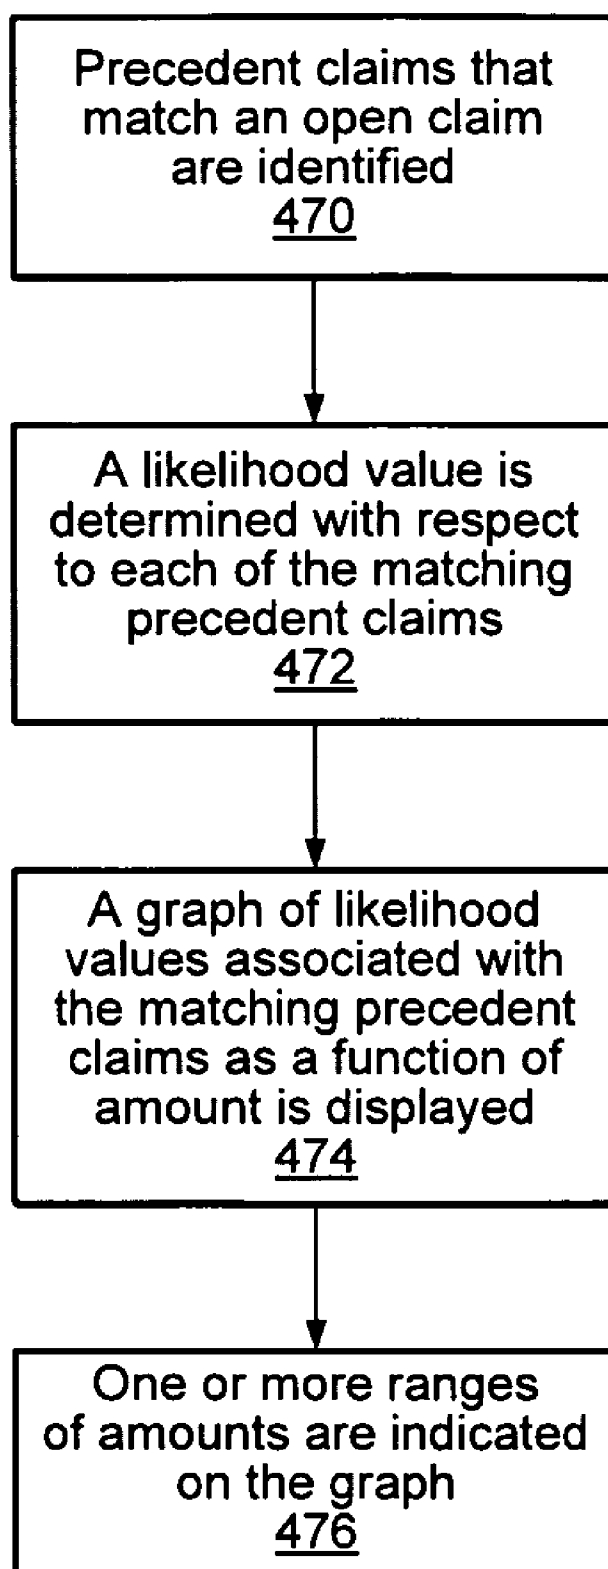 Precedent claims that
match an open claim
are identified
470
A likelihood value is
determined with respect
to each of the matching
precedent claims
472
A graph of likelihood
values associated with
the matching precedent
claims as a function of
amount is displayed
474
One or more ranges
of amounts are indicated
on the graph
476